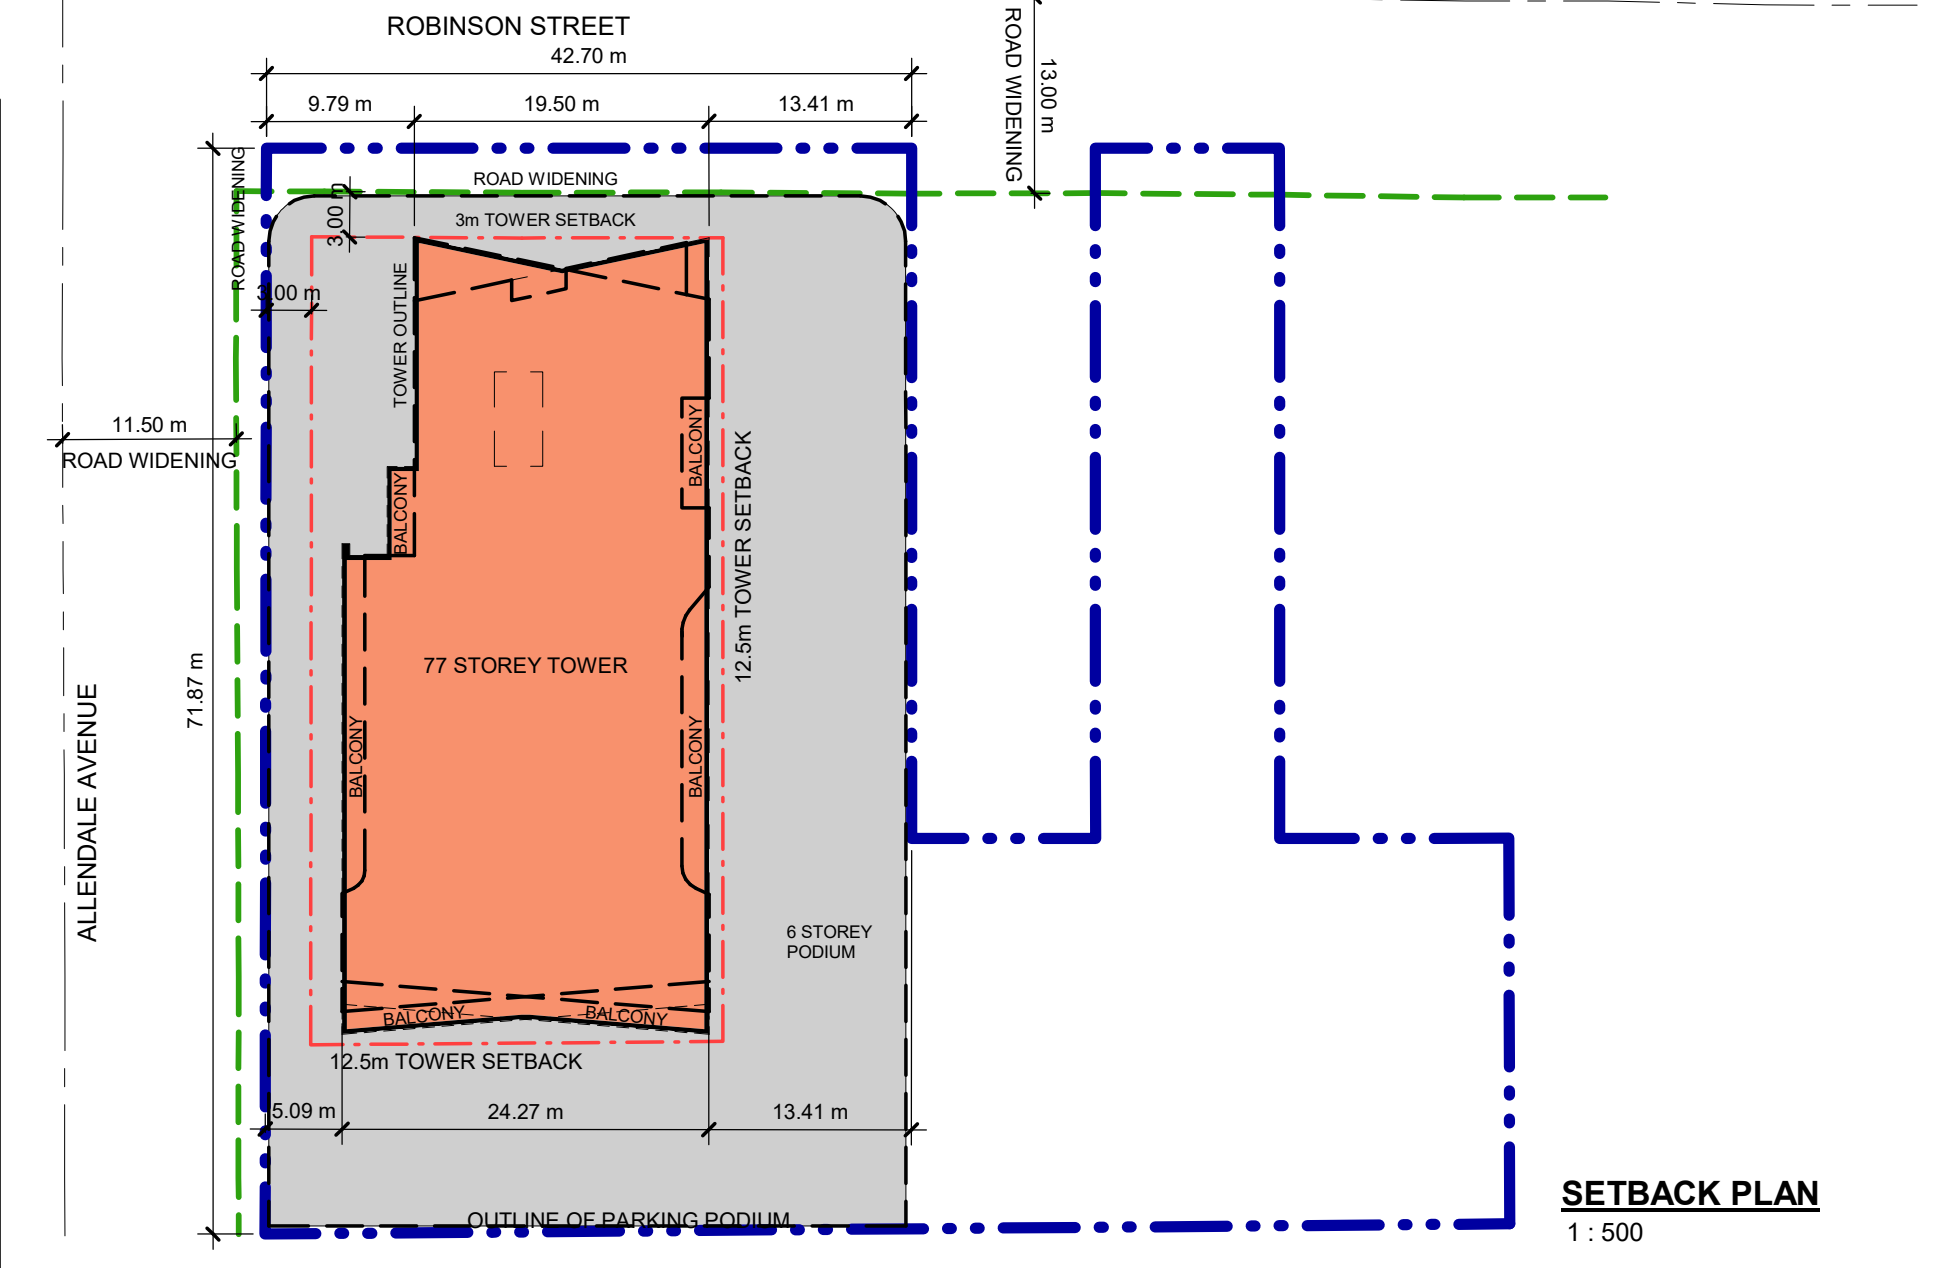 ROBINSON STREET
42.70 m
9.79 m
19.50 m
13.41 m
ROAD WIDENING
13.00 m
ROAD WIDENING
ROAD WIDENING
3m TOWER SETBACK
3.00 m
3.00 m
TOWER OUTLINE
11.50 m
ROAD WIDENING
BALCONY
BALCONY
12.5m TOWER SETBACK
77 STOREY TOWER
71.87 m
ALLENDALE AVENUE
BALCONY
BALCONY
6 STOREY
PODIUM
BALCONY
BALCONY
12.5m TOWER SETBACK
5.09 m
24.27 m
13.41 m
OUTLINE OF PARKING PODIUM
SETBACK PLAN
1 : 500